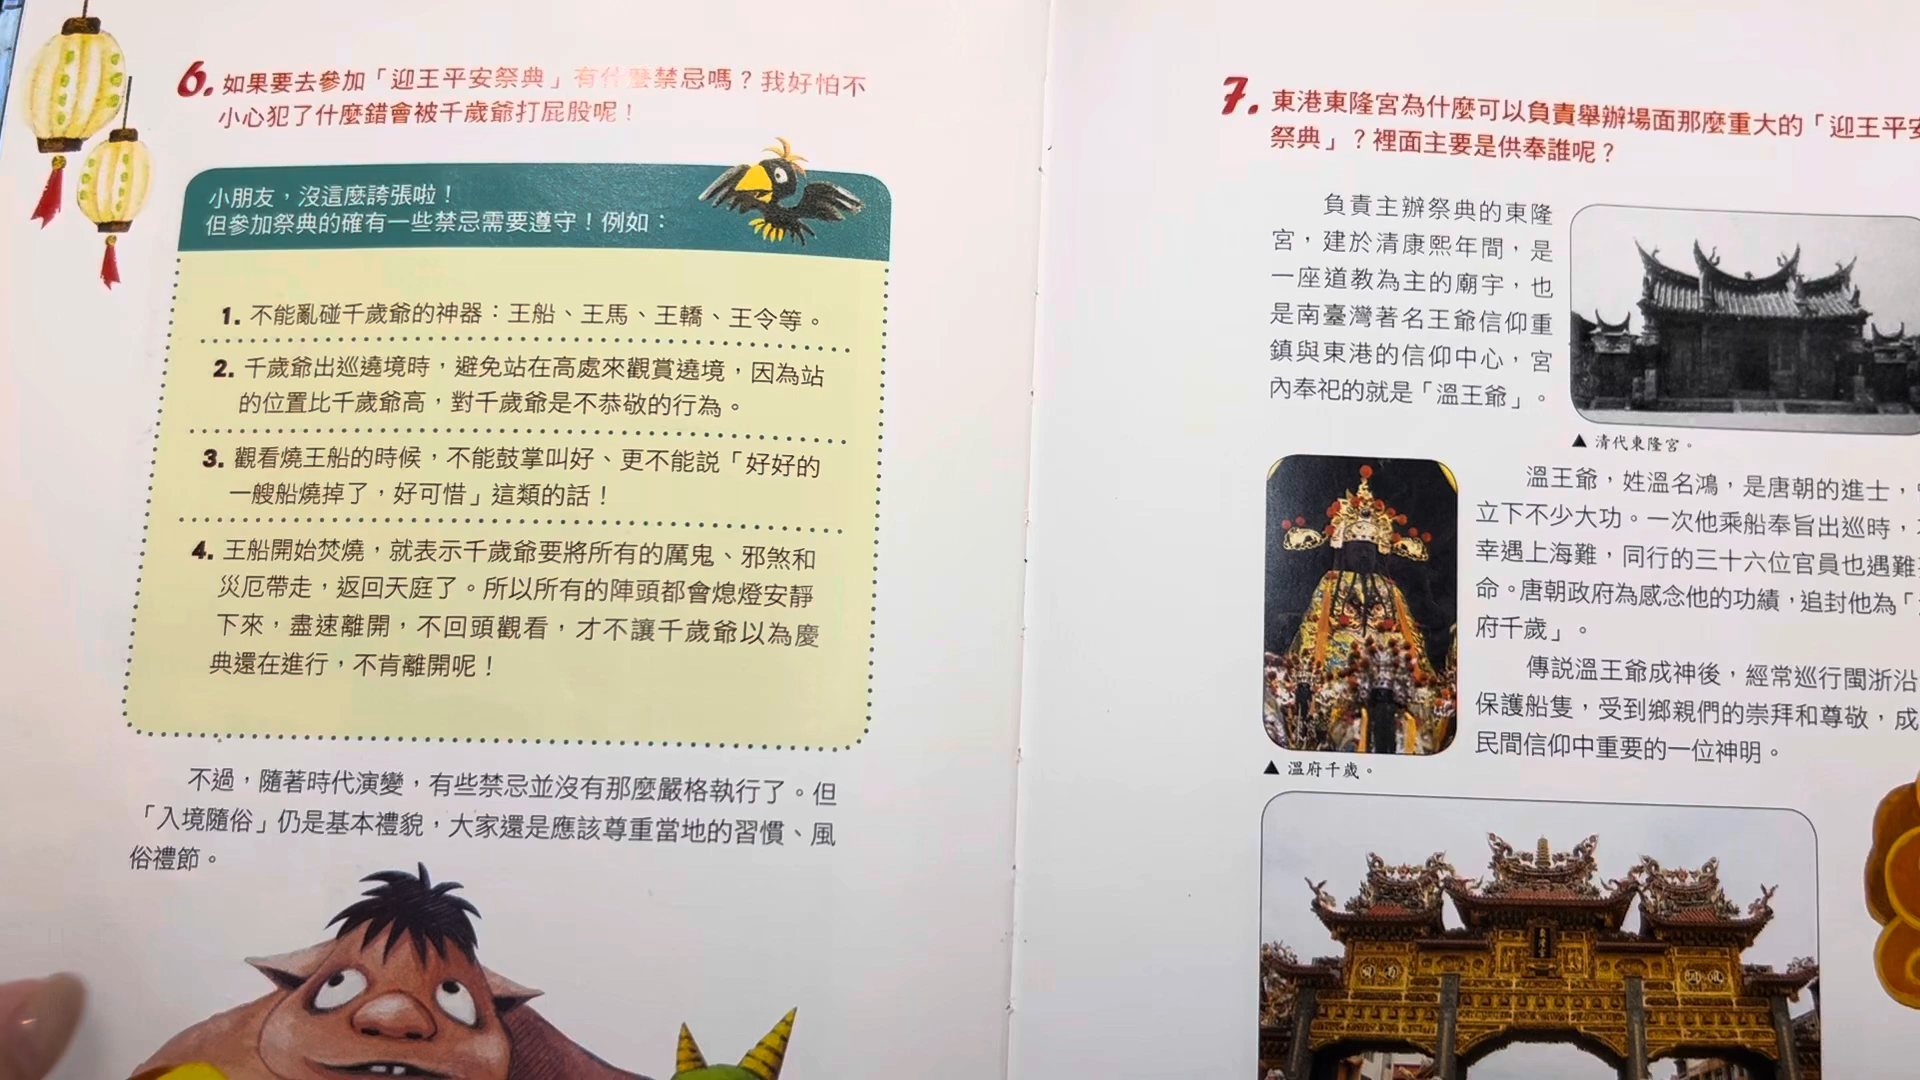 6. 如果要去參加「迎王平安祭典」有什麼禁忌嗎？我好怕不
小心犯了什麼錯會被千歲爺打屁股呢！
小朋友，沒這麼誇張啦！
但參加祭典的確有一些禁忌需要遵守！例如：
1. 不能亂碰千歲爺的神器：王船、王馬、王轎、王令等。
2. 千歲爺出巡遶境時，避免站在高處來觀賞遶境，因為站
的位置比千歲爺高，對千歲爺是不恭敬的行為。
3. 觀看燒王船的時候，不能鼓掌叫好、更不能說「好好的
一艘船燒掉了，好可惜」這類的話！
4. 王船開始焚燒，就表示千歲爺要將所有的厲鬼、邪煞和
災厄帶走，返回天庭了。所以所有的陣頭都會熄燈安靜
下來，盡速離開，不回頭觀看，才不讓千歲爺以為慶
典還在進行，不肯離開呢！
不過，隨著時代演變，有些禁忌並沒有那麼嚴格執行了。但
「入境隨俗」仍是基本禮貌，大家還是應該尊重當地的習慣、風
俗禮節。
7. 東港東隆宮為什麼可以負責舉辦場面那麼重大的「迎王平安
祭典」？裡面主要是供奉誰呢？
負責主辦祭典的東隆
宮，建於清康熙年間，是
一座道教為主的廟宇，也
是南臺灣著名王爺信仰重
鎮與東港的信仰中心，宮
內奉祀的就是「溫王爺」。
▲ 清代東隆宮。
溫王爺，姓溫名鴻，是唐朝的進士，
立下不少大功。一次他乘船奉旨出巡時，
幸遇上海難，同行的三十六位官員也遇難
命。唐朝政府為感念他的功績，追封他為「
府千歲」。
傳說溫王爺成神後，經常巡行閩浙沿
保護船隻，受到鄉親們的崇拜和尊敬，成
民間信仰中重要的一位神明。
▲ 溫府千歲。